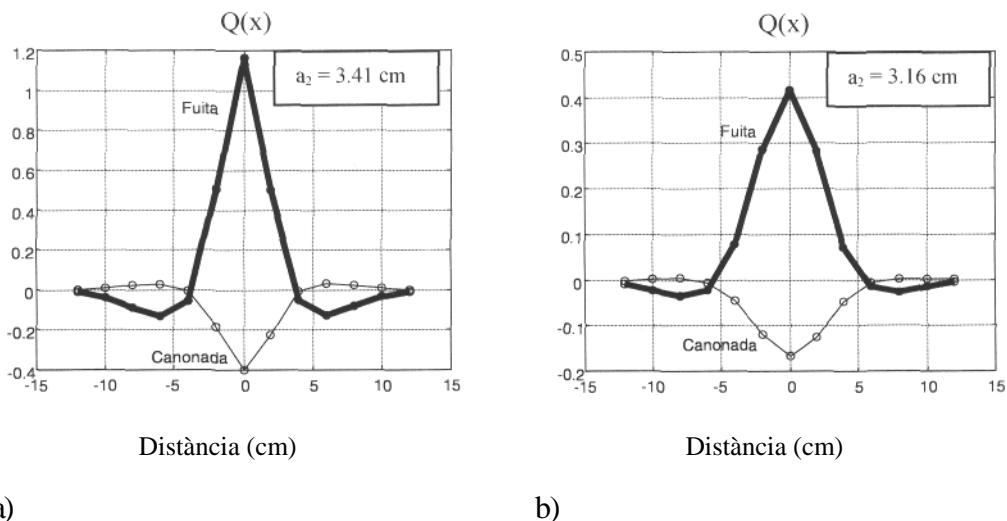 Q(x)
a₂ = 3.41 cm
Fuita
Canonada
1.2
1
0.8
0.6
0.4
0.2
0
-0.2
-0.4
-15
-10
-5
0
5
10
15
Distància (cm)
a)
Q(x)
a₂ = 3.16 cm
Fuita
Canonada
0.5
0.4
0.3
0.2
0.1
0
-0.1
-0.2
-15
-10
-5
0
5
10
15
Distància (cm)
b)